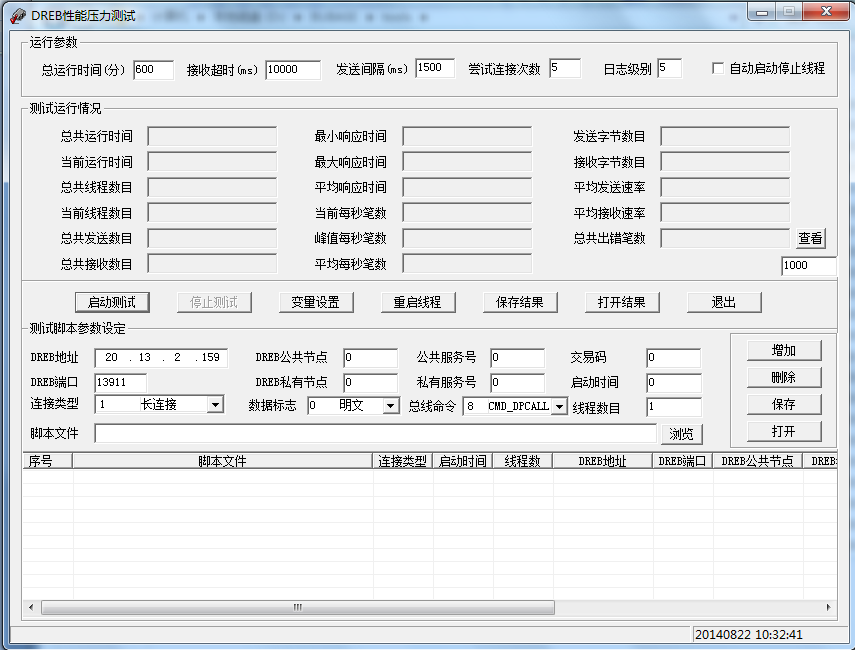 DREB性能压力测试
运行参数
总运行时间(分) 600 接收超时(ms) 10000 发送间隔(ms) 1500 尝试连接次数 5 日志级别 5 自动启动停止线程
测试运行情况
总共运行时间 最小响应时间 发送字节数目
当前运行时间 最大响应时间 接收字节数目
总共线程数目 平均响应时间 平均发送速率
当前线程数目 当前每秒笔数 平均接收速率
总共发送数目 峰值每秒笔数 总共出错笔数 查看
总共接收数目 平均每秒笔数 1000
启动测试 停止测试 变量设置 重启线程 保存结果 打开结果 退出
测试脚本参数设定
DREB地址 20 . 13 . 2 . 159 DREB公共节点 0 公共服务号 0 交易码 0 增加
DREB端口 13911 DREB私有节点 0 私有服务号 0 启动时间 0 删除
连接类型 1 长连接 数据标志 0 明文 总线命令 8 CMD_DPCALL 线程数目 1 保存
脚本文件 浏览 打开
序号 脚本文件 连接类型 启动时间 线程数 DREB地址 DREB端口 DREB公共节点 DREB
20140822 10:32:41